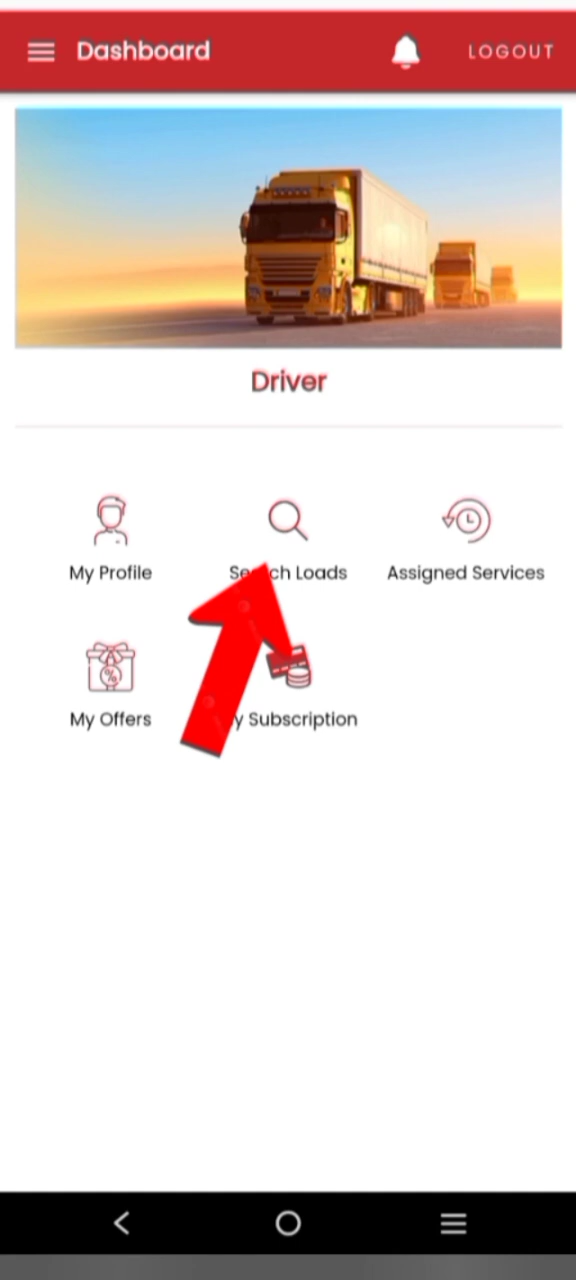 Dashboard
LOGOUT
Driver
My Profile
Loads
Assigned Services
My Offers
Subscription